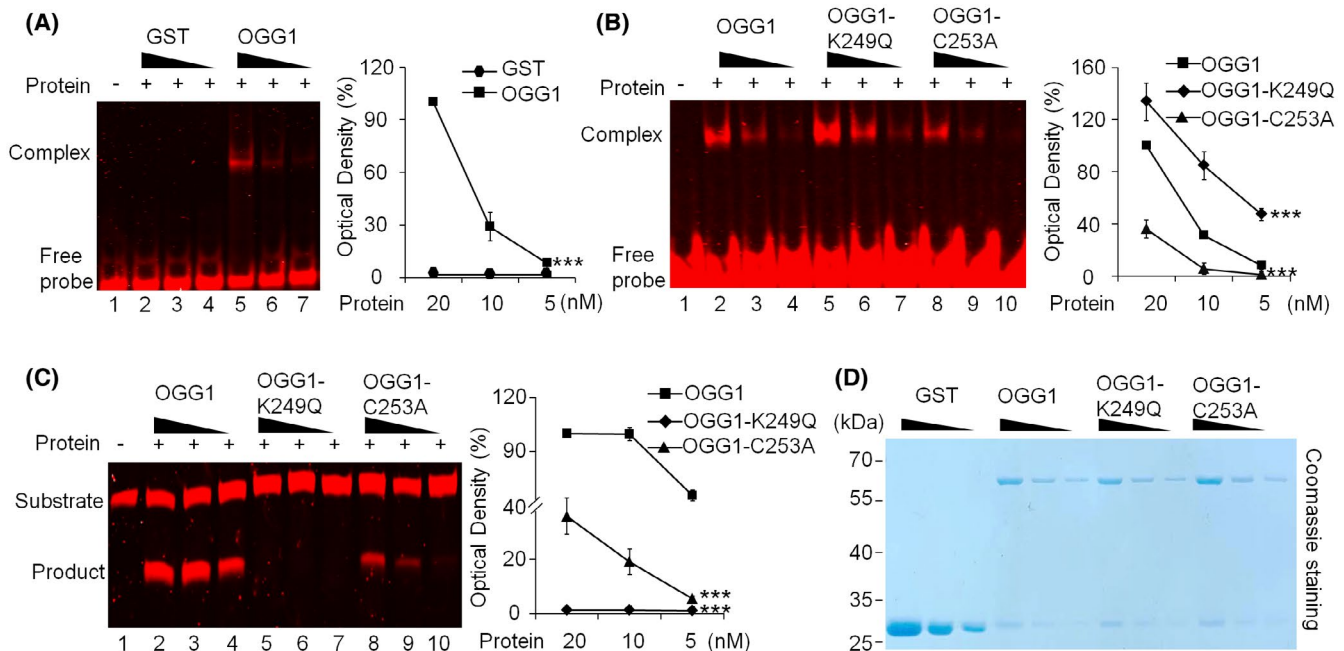 (A)
GST OGG1
Protein - + + + + + +
Complex
Free
probe
1 2 3 4 5 6 7
Optical Density (%)
120
90
60
30
0
GST
OGG1
***
Protein 20 10 5 (nM)
(B)
OGG1 OGG1-K249Q OGG1-C253A
Protein - + + + + + + + + +
Complex
Free
probe
1 2 3 4 5 6 7 8 9 10
Optical Density (%)
160
120
80
40
0
OGG1
OGG1-K249Q
OGG1-C253A
***
***
Protein 20 10 5 (nM)
(C)
OGG1 OGG1-K249Q OGG1-C253A
Protein - + + + + + + + + +
Substrate
Product
1 2 3 4 5 6 7 8 9 10
Optical Density (%)
120
90
40
20
0
OGG1
OGG1-K249Q
OGG1-C253A
***
***
Protein 20 10 5 (nM)
(D)
GST OGG1 OGG1-K249Q OGG1-C253A
(kDa)
70
55
40
35
25
Coomassie staining